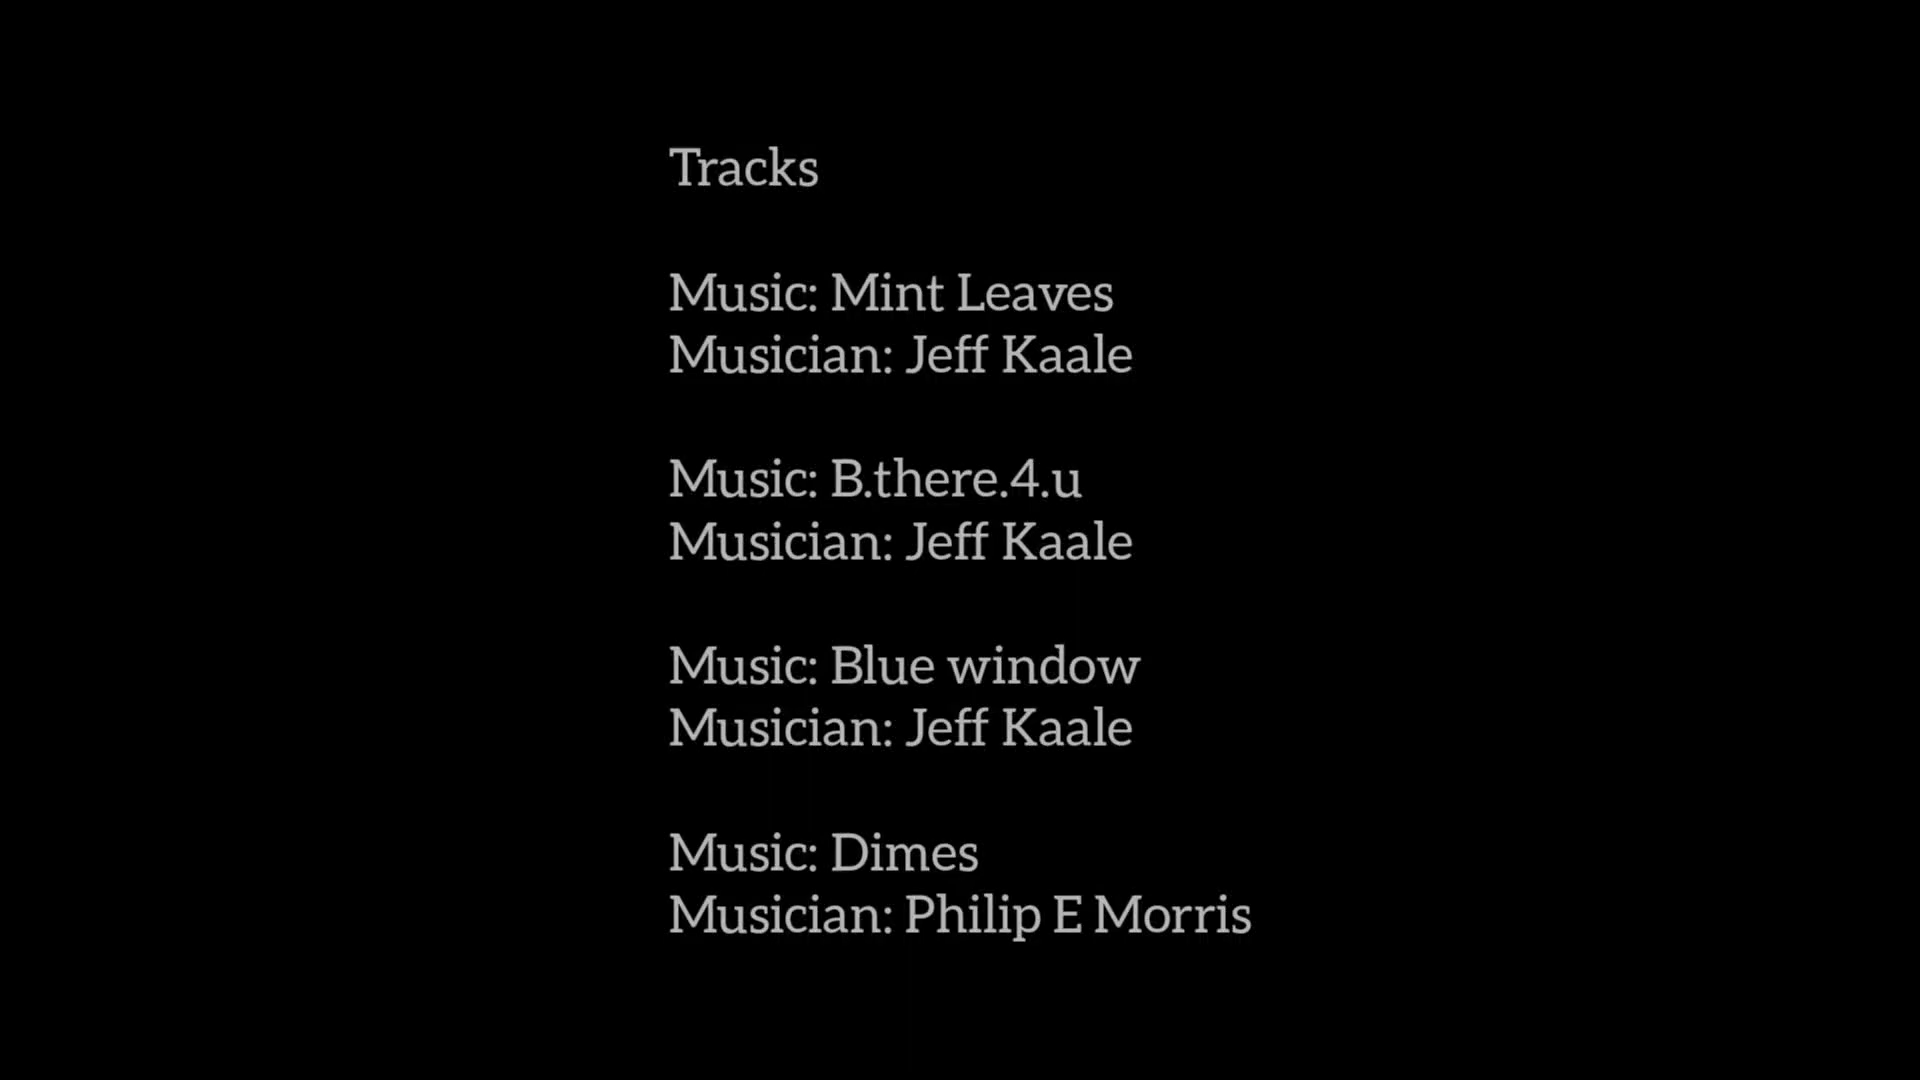 Tracks
Music: Mint Leaves
Musician: Jeff Kaale
Music: B.there.4.u
Musician: Jeff Kaale
Music: Blue window
Musician: Jeff Kaale
Music: Dimes
Musician: Philip E Morris